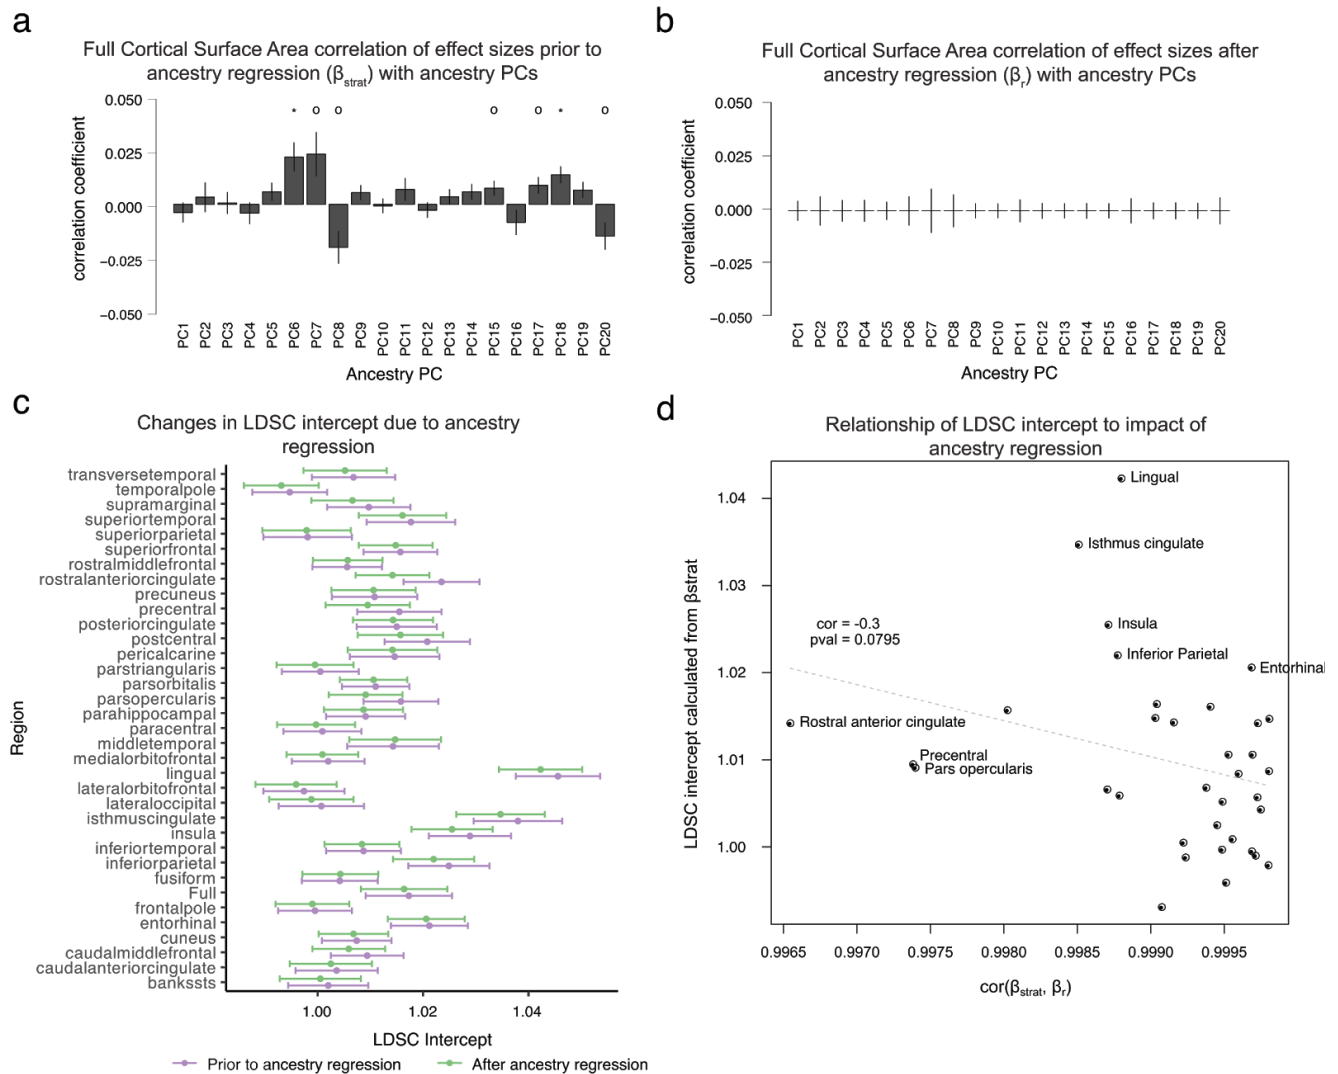 a
Full Cortical Surface Area correlation of effect sizes prior to
ancestry regression (βstrat) with ancestry PCs
correlation coefficient
0.050
0.025
0.000
−0.025
−0.050
* o o o o * o
PC1 PC2 PC3 PC4 PC5 PC6 PC7 PC8 PC9 PC10 PC11 PC12 PC13 PC14 PC15 PC16 PC17 PC18 PC19 PC20
Ancestry PC
b
Full Cortical Surface Area correlation of effect sizes after
ancestry regression (βr) with ancestry PCs
correlation coefficient
0.050
0.025
0.000
−0.025
−0.050
PC1 PC2 PC3 PC4 PC5 PC6 PC7 PC8 PC9 PC10 PC11 PC12 PC13 PC14 PC15 PC16 PC17 PC18 PC19 PC20
Ancestry PC
c
Changes in LDSC intercept due to ancestry
regression
Region
transversetemporal
temporalpole
supramarginal
superiortemporal
superiorparietal
superiorfrontal
rostralmiddlefrontal
rostralanteriorcingulate
precuneus
precentral
posteriorcingulate
postcentral
pericalcarine
parstriangularis
parsorbitalis
parsopercularis
parahippocampal
paracentral
middletemporal
medialorbitofrontal
lingual
lateralorbitofrontal
lateraloccipital
isthmuscingulate
insula
inferiortemporal
inferiorparietal
fusiform
Full
frontalpole
entorhinal
cuneus
caudalmiddlefrontal
caudalanteriorcingulate
bankssts
1.00 1.02 1.04
LDSC Intercept
Prior to ancestry regression After ancestry regression
d
Relationship of LDSC intercept to impact of
ancestry regression
LDSC intercept calculated from βstrat
1.04
1.03
1.02
1.01
1.00
Lingual
Isthmus cingulate
Insula
cor = -0.3
pval = 0.0795
Inferior Parietal
Entorhinal
Rostral anterior cingulate
Precentral
Pars opercularis
0.9965 0.9970 0.9975 0.9980 0.9985 0.9990 0.9995
cor(βstrat, βr)